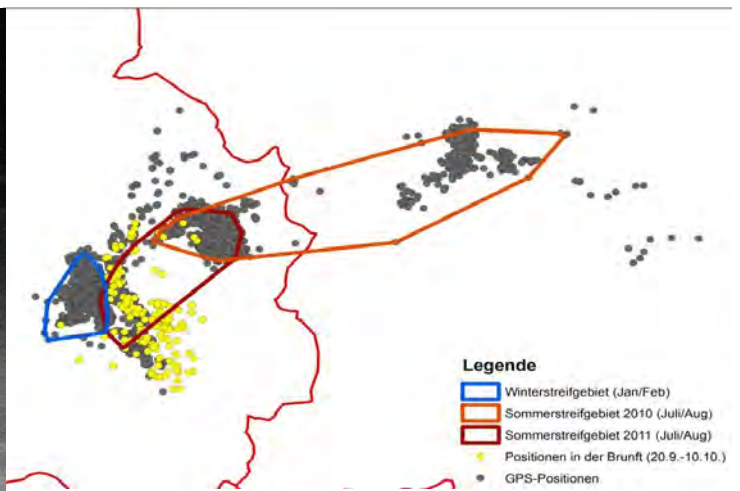 Legende
Winterstreifgebiet (Jan/Feb)
Sommerstreifgebiet 2010 (Juli/Aug)
Sommerstreifgebiet 2011 (Juli/Aug)
Positionen in der Brunft (20.9.-10.10.)
GPS-Positionen